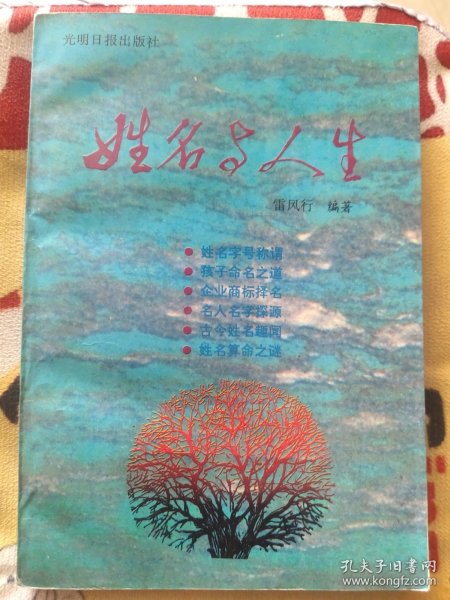 光明日报出版社
姓名与人生
雷风行 编著
● 姓名字号称谓
● 孩子命名之道
● 企业商标择名
● 名人名字探源
● 古今姓名趣闻
● 姓名算命之谜
孔夫子旧书网
www.kongfz.com